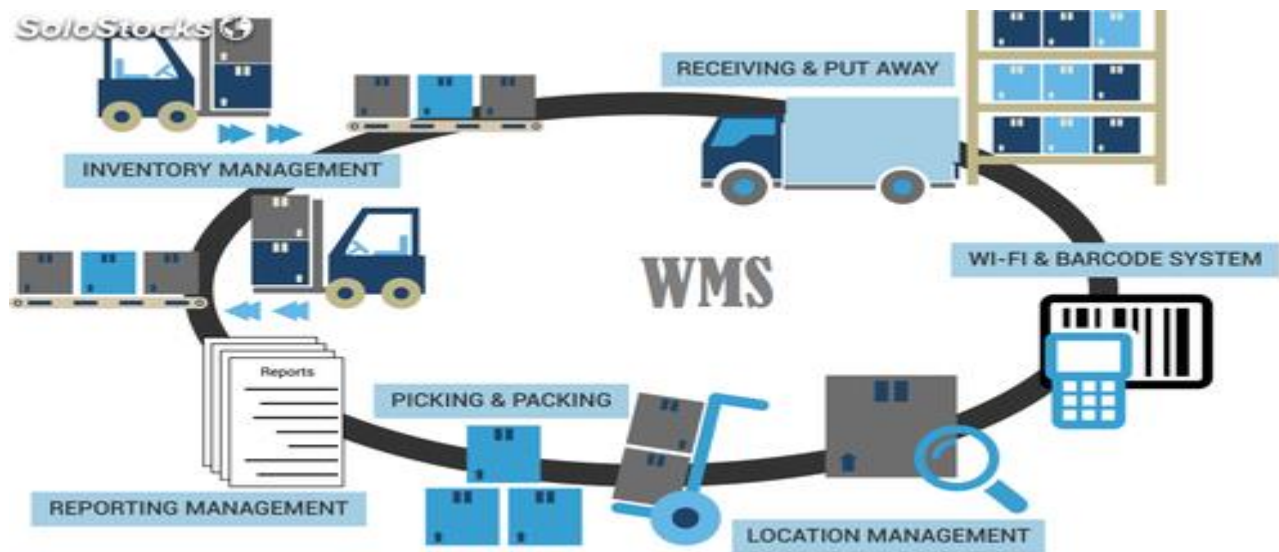 SoloStocks
RECEIVING & PUT AWAY
INVENTORY MANAGEMENT
WI-FI & BARCODE SYSTEM
WMS
Reports
PICKING & PACKING
REPORTING MANAGEMENT
LOCATION MANAGEMENT